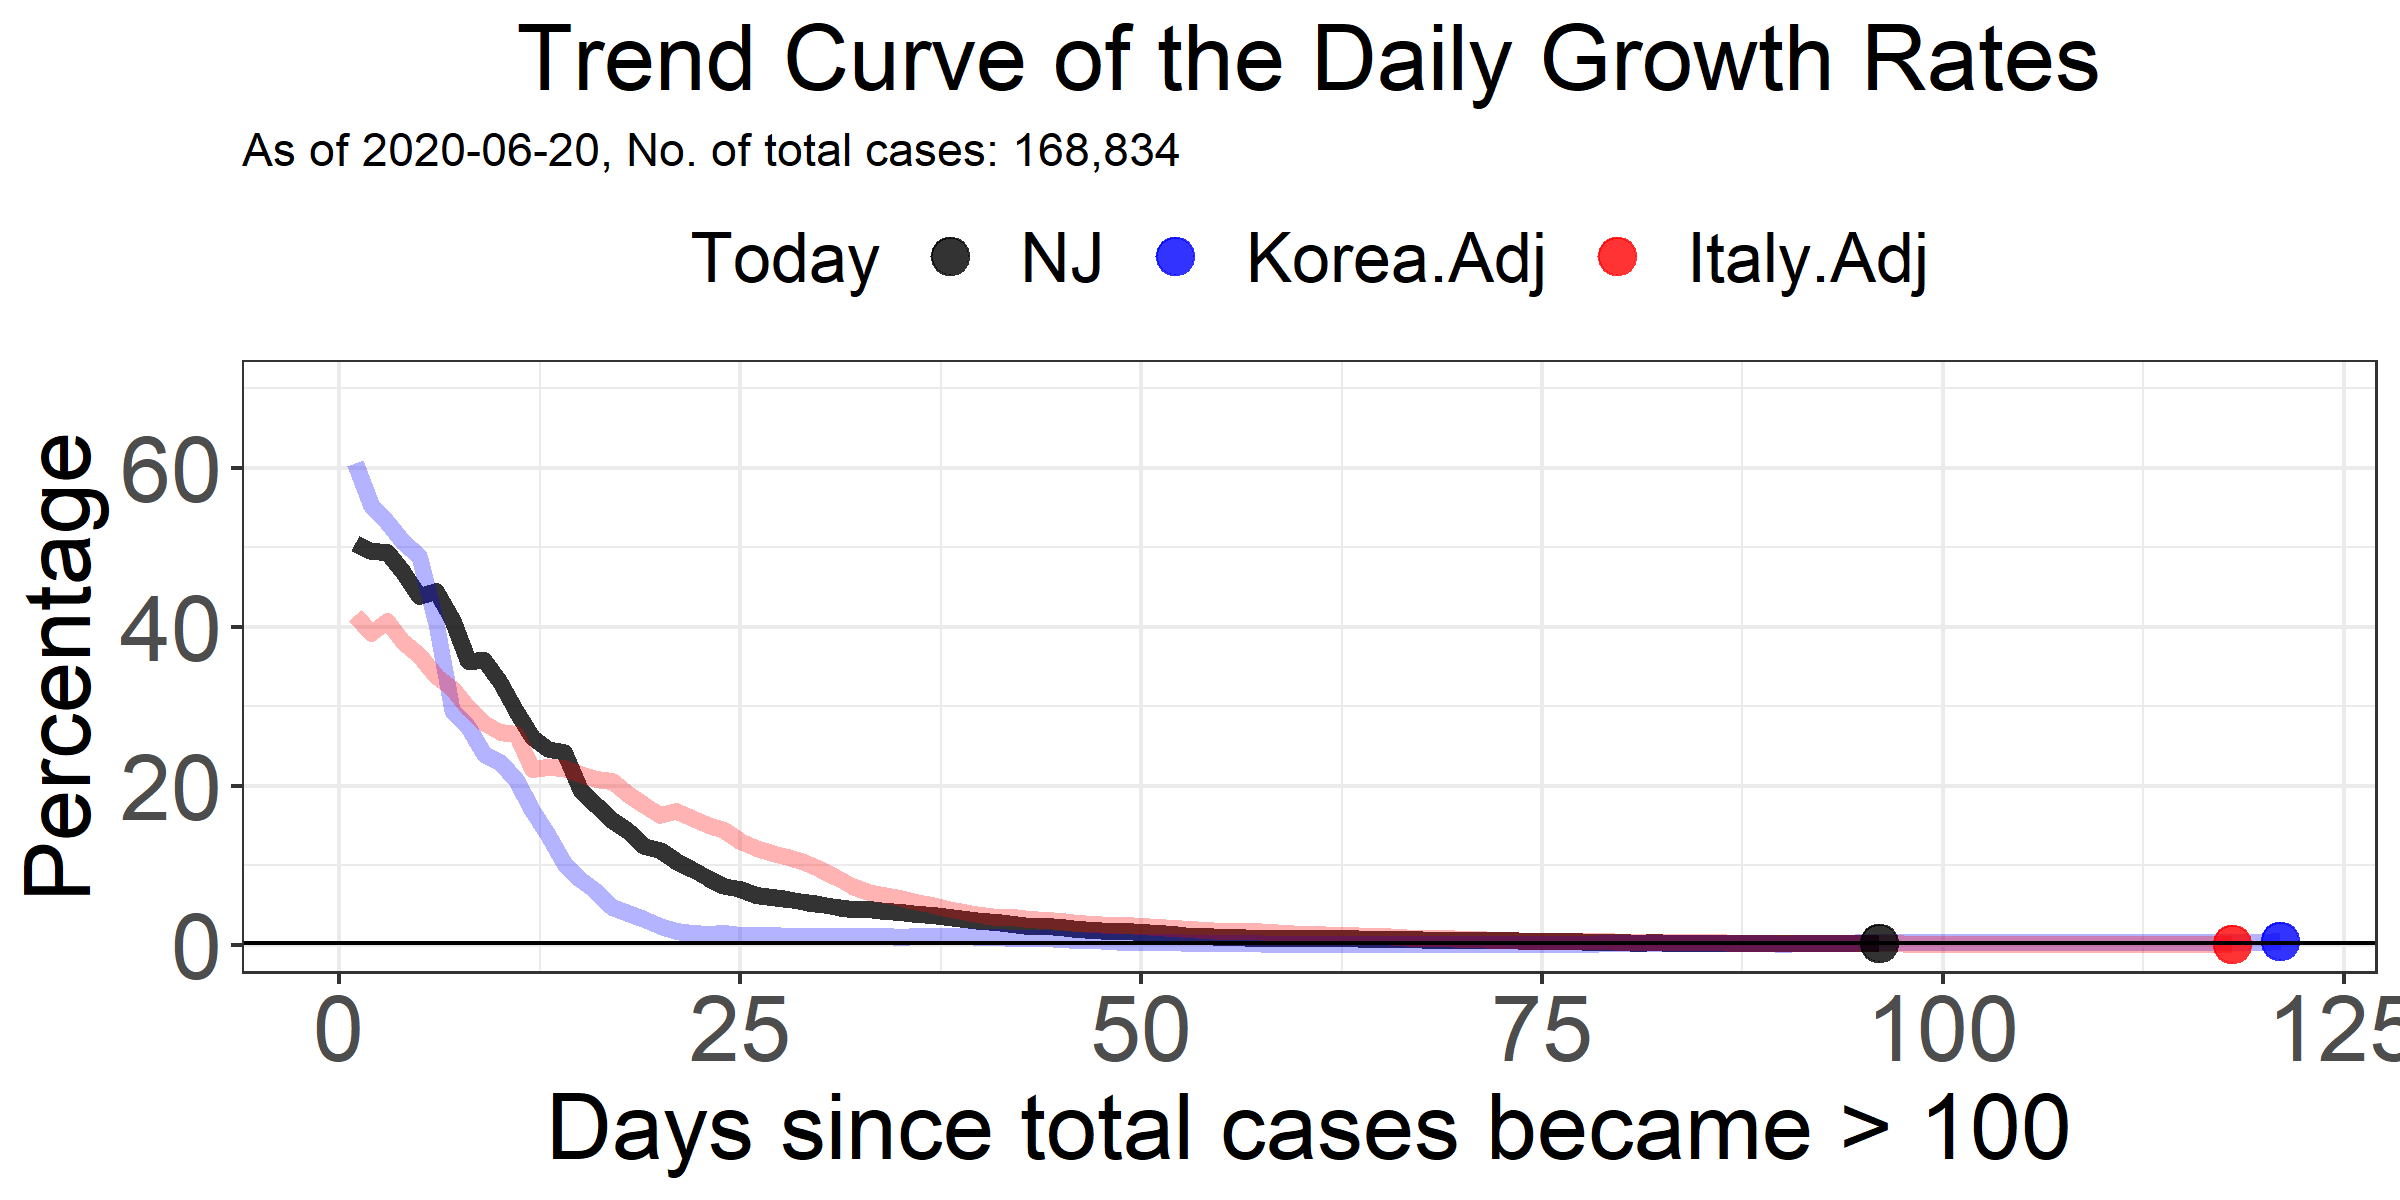 Trend Curve of the Daily Growth Rates
As of 2020-06-20, No. of total cases: 168,834
Today NJ Korea.Adj Italy.Adj
Percentage
60
40
20
0
0 25 50 75 100 125
Days since total cases became > 100